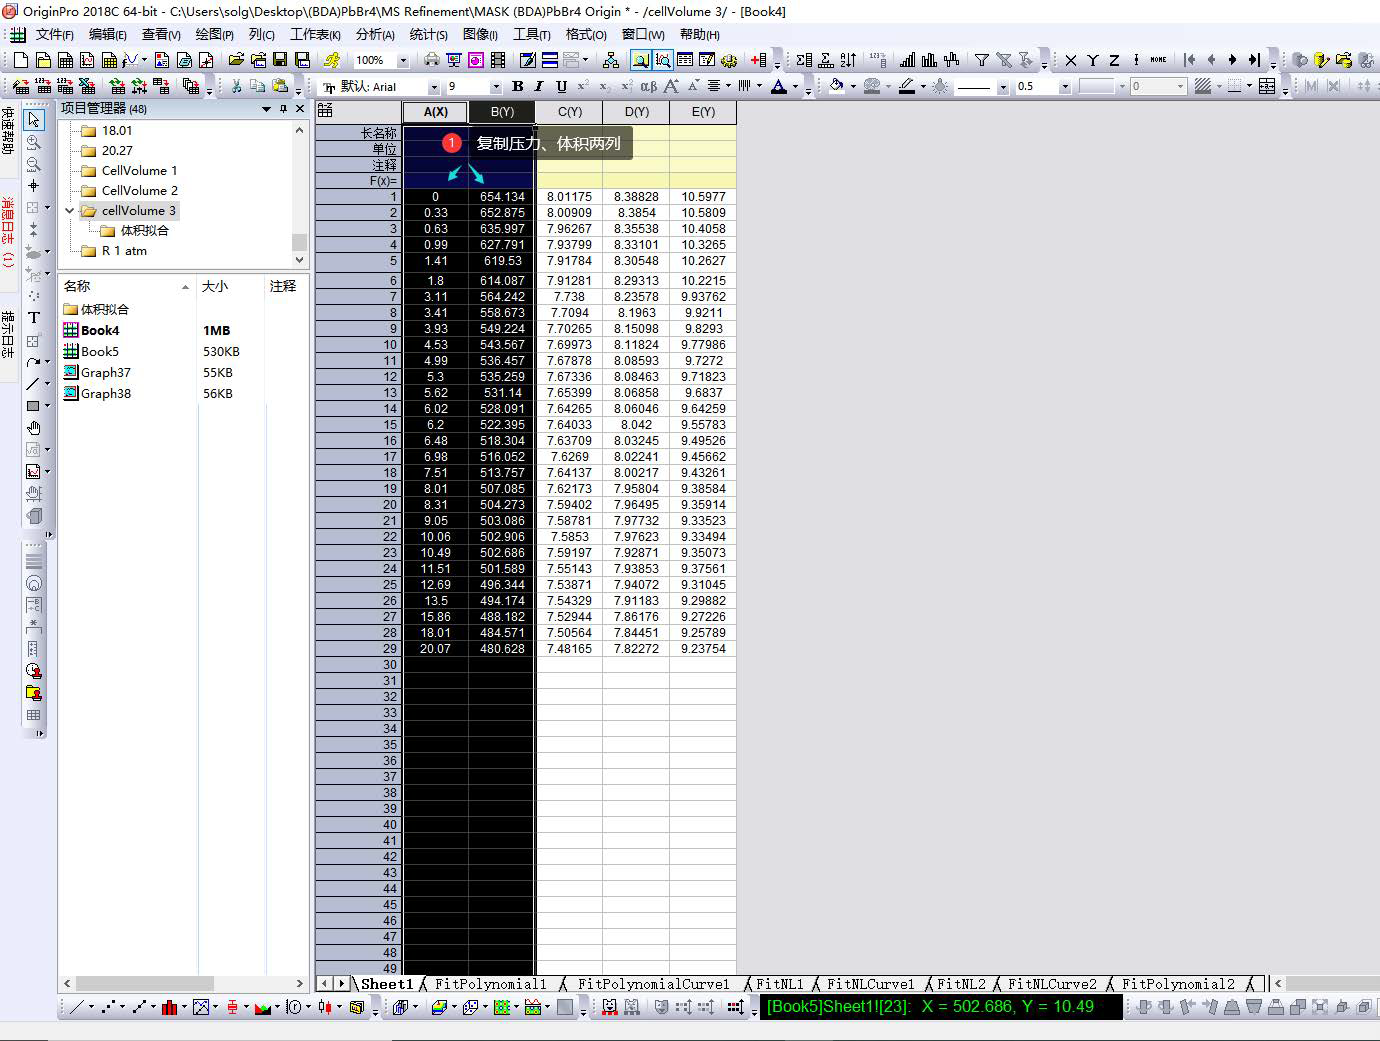 OriginPro 2018C 64-bit - C:\Users\solg\Desktop\(BDA)PbBr4\MS Refinement\MASK (BDA)PbBr4 Origin * - /cellVolume 3/ - [Book4]
文件(F) 编辑(E) 查看(V) 绘图(P) 列(C) 工作表(K) 分析(A) 统计(S) 图像(I) 工具(T) 格式(O) 窗口(W) 帮助(H)
100% X Y Z HOME
默认: Arial 9 B I U αβ A A 0.5 0
快速帮助
消息日志 (1)
提示日志
项目管理器 (48)
18.01
20.27
CellVolume 1
CellVolume 2
cellVolume 3
体积拟合
R 1 atm
名称 大小 注释
体积拟合
Book4 1MB
Book5 530KB
Graph37 55KB
Graph38 56KB
A(X) B(Y) C(Y) D(Y) E(Y)
长名称
单位
注释
F(x)=
1 复制压力、体积两列
1 0 654.134 8.01175 8.38828 10.5977
2 0.33 652.875 8.00909 8.3854 10.5809
3 0.63 635.997 7.96267 8.35538 10.4058
4 0.99 627.791 7.93799 8.33101 10.3265
5 1.41 619.53 7.91784 8.30548 10.2627
6 1.8 614.087 7.91281 8.29313 10.2215
7 3.11 564.242 7.738 8.23578 9.93762
8 3.41 558.673 7.7094 8.1963 9.9211
9 3.93 549.224 7.70265 8.15098 9.8293
10 4.53 543.567 7.69973 8.11824 9.77986
11 4.99 536.457 7.67878 8.08593 9.7272
12 5.3 535.259 7.67336 8.08463 9.71823
13 5.62 531.14 7.65399 8.06858 9.6837
14 6.02 528.091 7.64265 8.06046 9.64259
15 6.2 522.395 7.64033 8.042 9.55783
16 6.48 518.304 7.63709 8.03245 9.49526
17 6.98 516.052 7.6269 8.02241 9.45662
18 7.51 513.757 7.64137 8.00217 9.43261
19 8.01 507.085 7.62173 7.95804 9.38584
20 8.31 504.273 7.59402 7.96495 9.35914
21 9.05 503.086 7.58781 7.97732 9.33523
22 10.06 502.906 7.5853 7.97623 9.33494
23 10.49 502.686 7.59197 7.92871 9.35073
24 11.51 501.589 7.55143 7.93853 9.37561
25 12.69 496.344 7.53871 7.94072 9.31045
26 13.5 494.174 7.54329 7.91183 9.29882
27 15.86 488.182 7.52944 7.86176 9.27226
28 18.01 484.571 7.50564 7.84451 9.25789
29 20.07 480.628 7.48165 7.82272 9.23754
30
31
32
33
34
35
36
37
38
39
40
41
42
43
44
45
46
47
48
49
Sheet1 FitPolynomial1 FitPolynomialCurve1 FitNL1 FitNLCurve1 FitNL2 FitNLCurve2 FitPolynomial2
[Book5]Sheet1![23]: X = 502.686, Y = 10.49